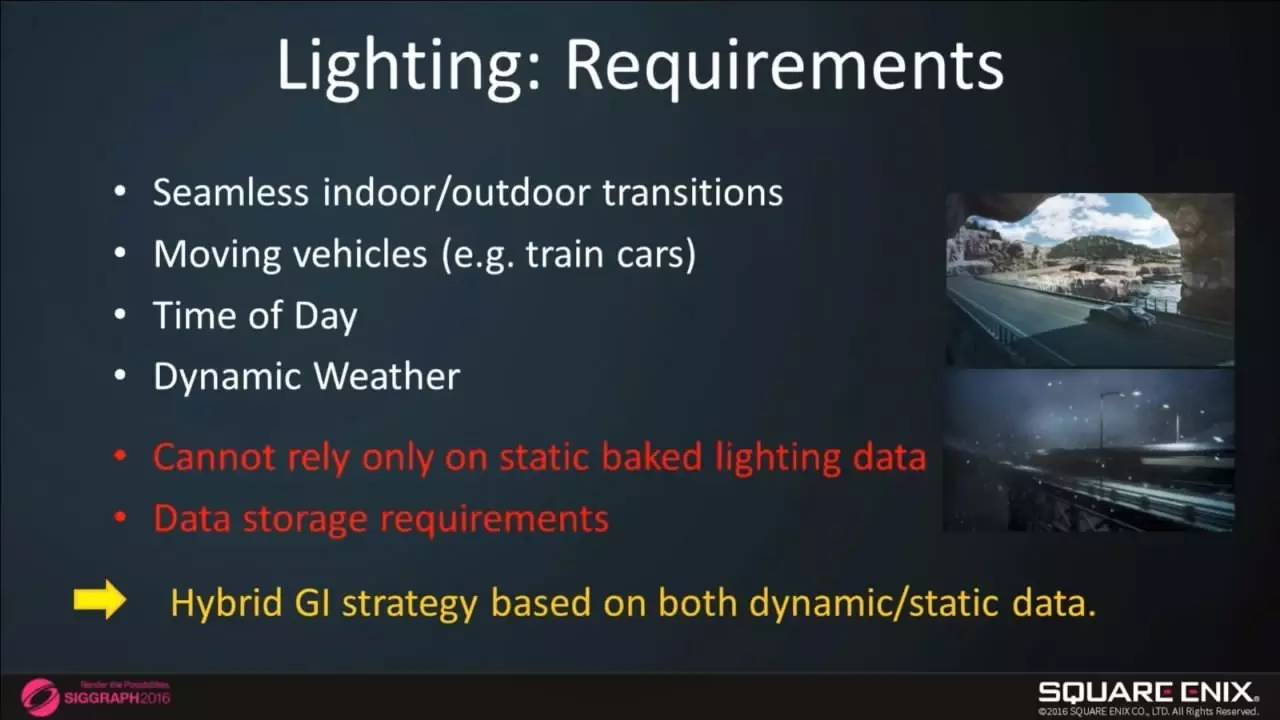 Lighting: Requirements
• Seamless indoor/outdoor transitions
• Moving vehicles (e.g. train cars)
• Time of Day
• Dynamic Weather
• Cannot rely only on static baked lighting data
• Data storage requirements
Hybrid GI strategy based on both dynamic/static data.
Render the Possibilities
SIGGRAPH2016
SQUARE ENIX®
©2016 SQUARE ENIX CO., LTD. All Rights Reserved.